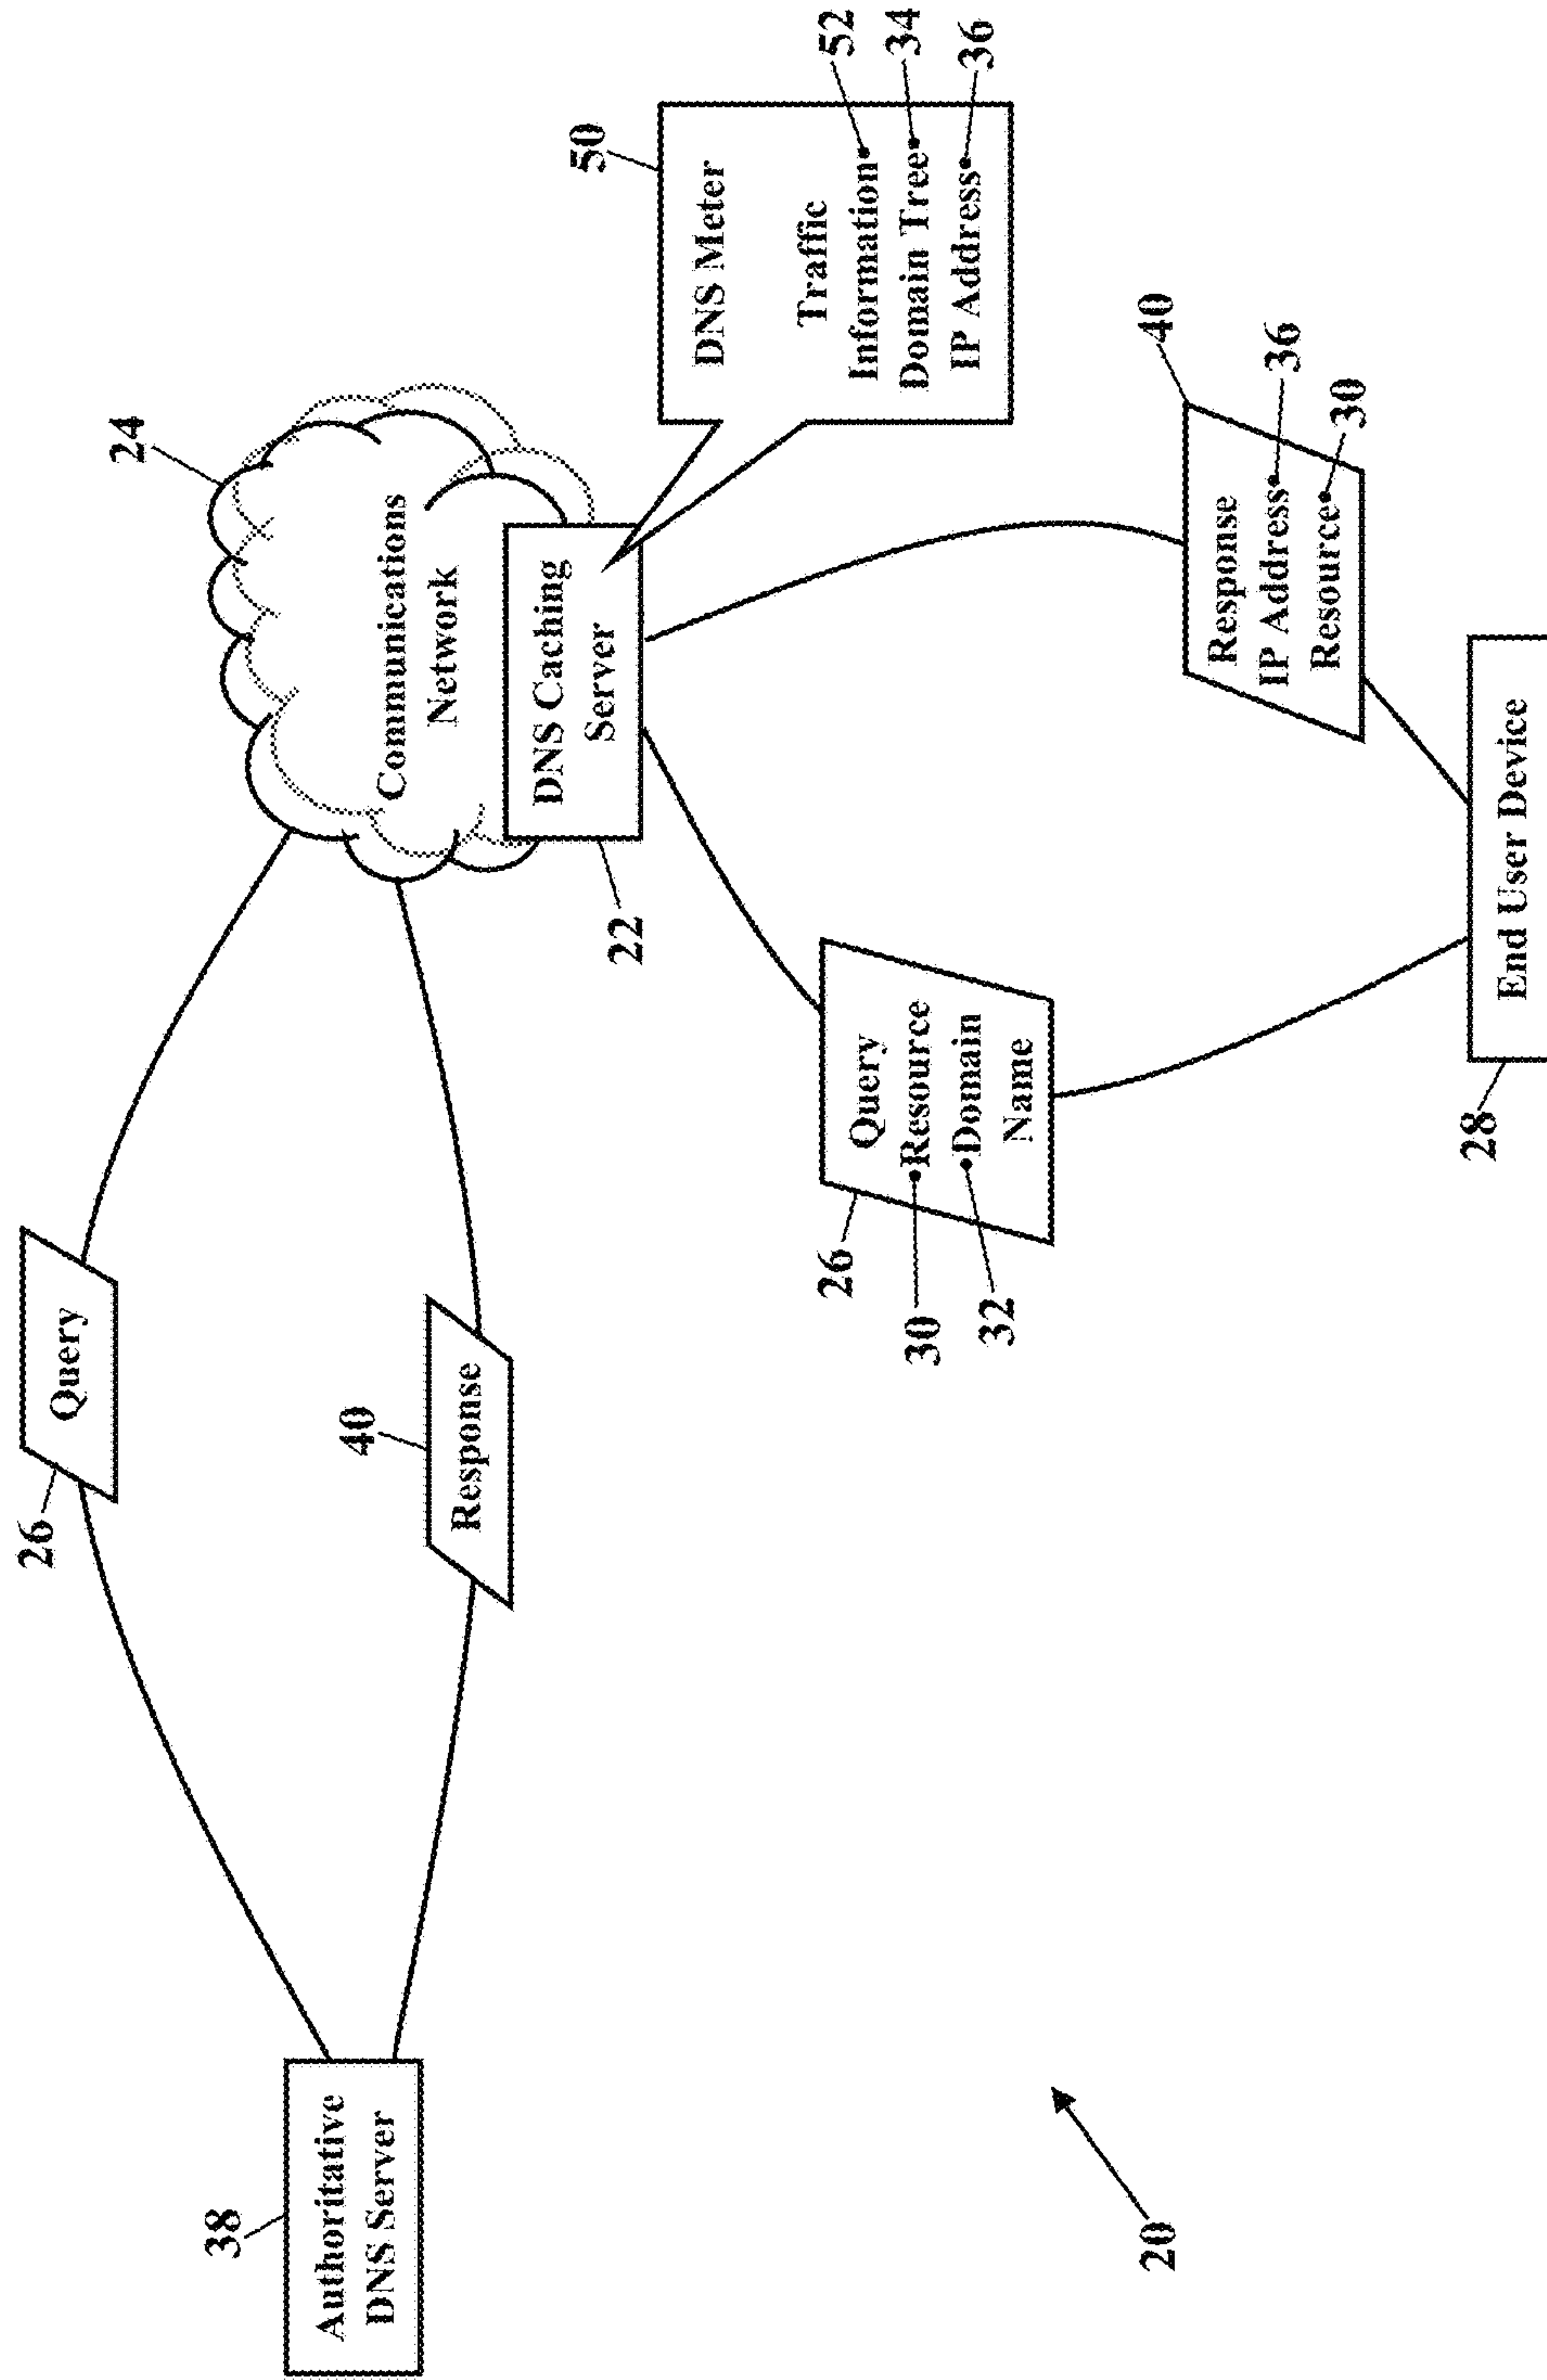 26
Query
40
Response
38
Authoritative
DNS Server
24
Communications
Network
DNS Caching
Server
22
50
DNS Meter
Traffic
Information
52
Domain Tree
34
IP Address
36
26
Query
30
Resource
32
Domain
Name
40
Response
IP Address
36
Resource
30
28
End User Device
20